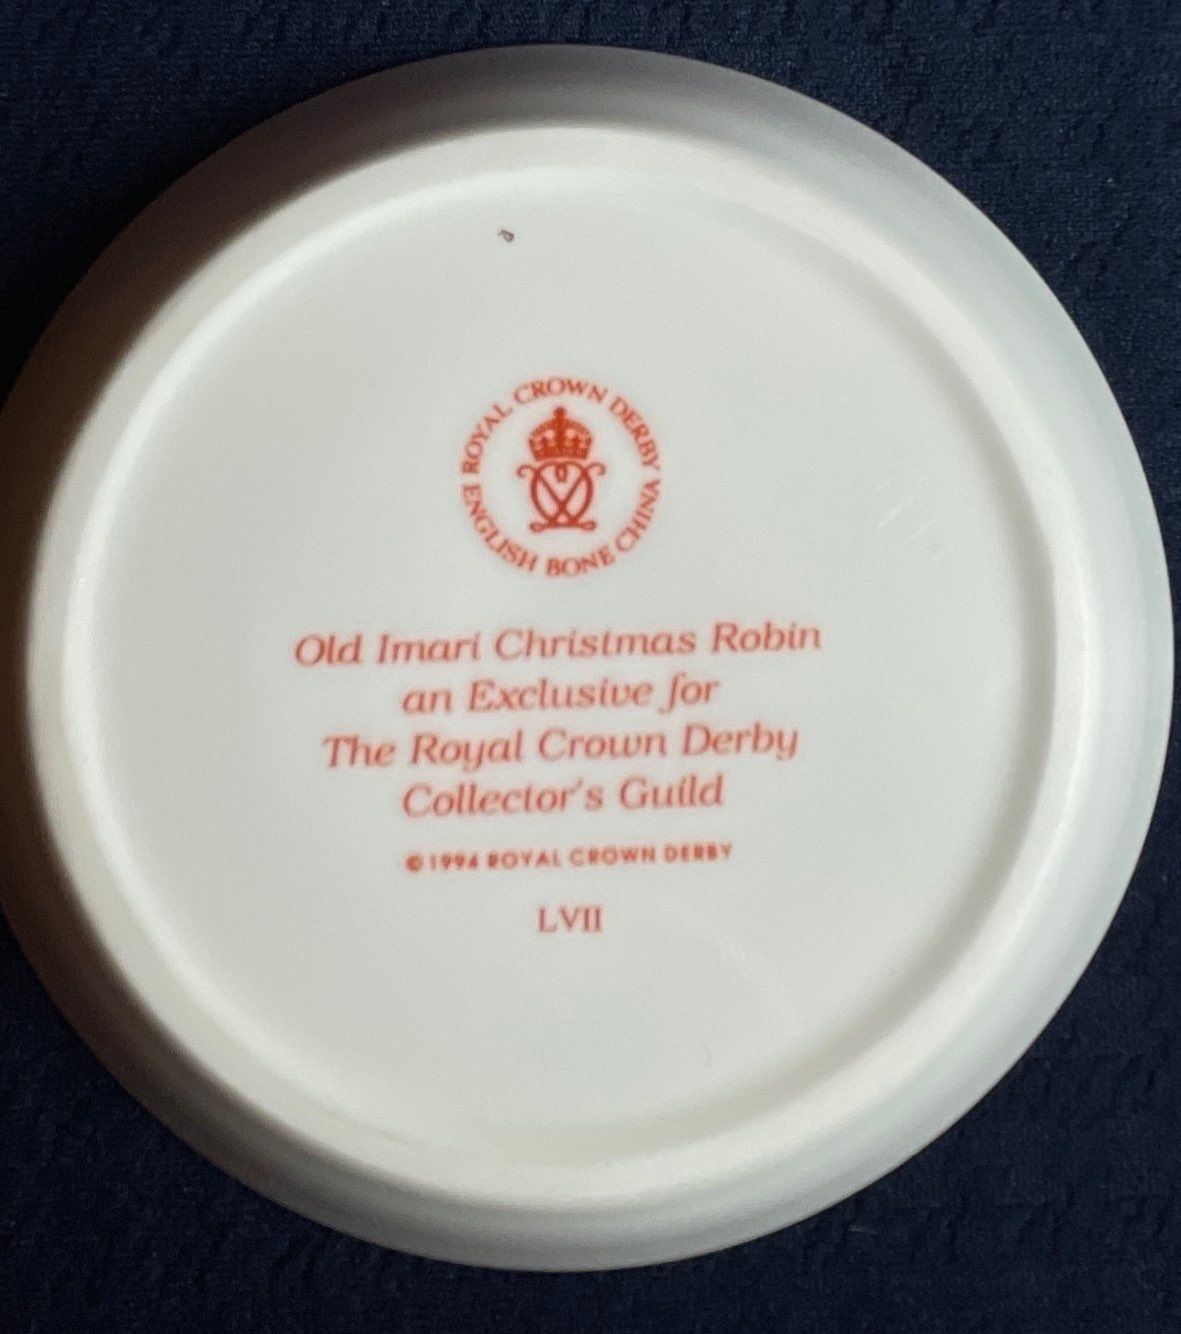 ROYAL CROWN DERBY
ENGLISH BONE CHINA
Old Imari Christmas Robin
an Exclusive for
The Royal Crown Derby
Collector's Guild
©1994 ROYAL CROWN DERBY
LVII